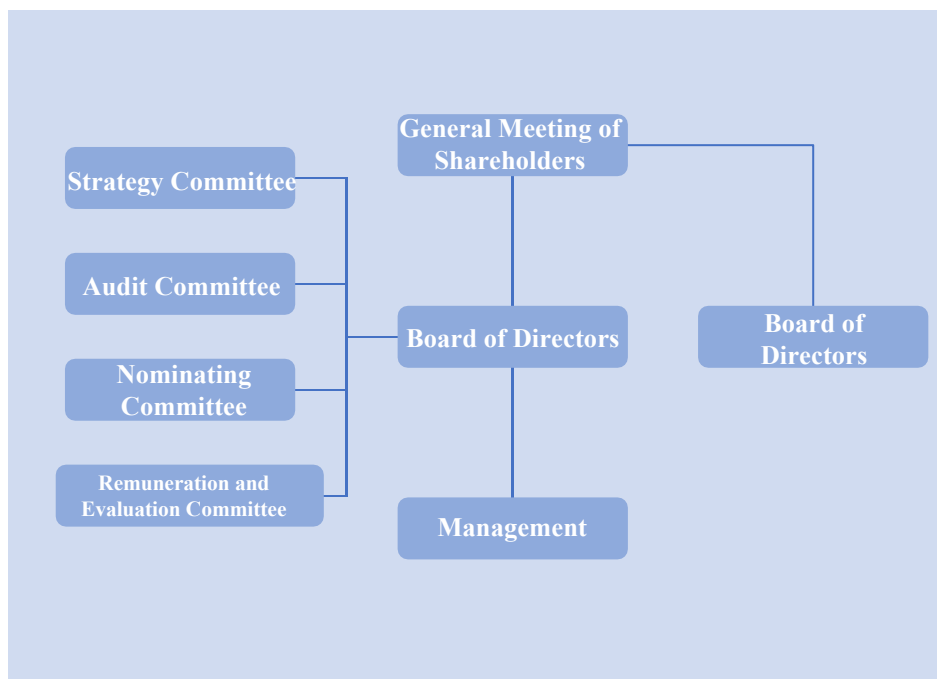 General Meeting of
Shareholders
Strategy Committee
Audit Committee
Board of Directors
Board of
Directors
Nominating
Committee
Remuneration and
Evaluation Committee
Management